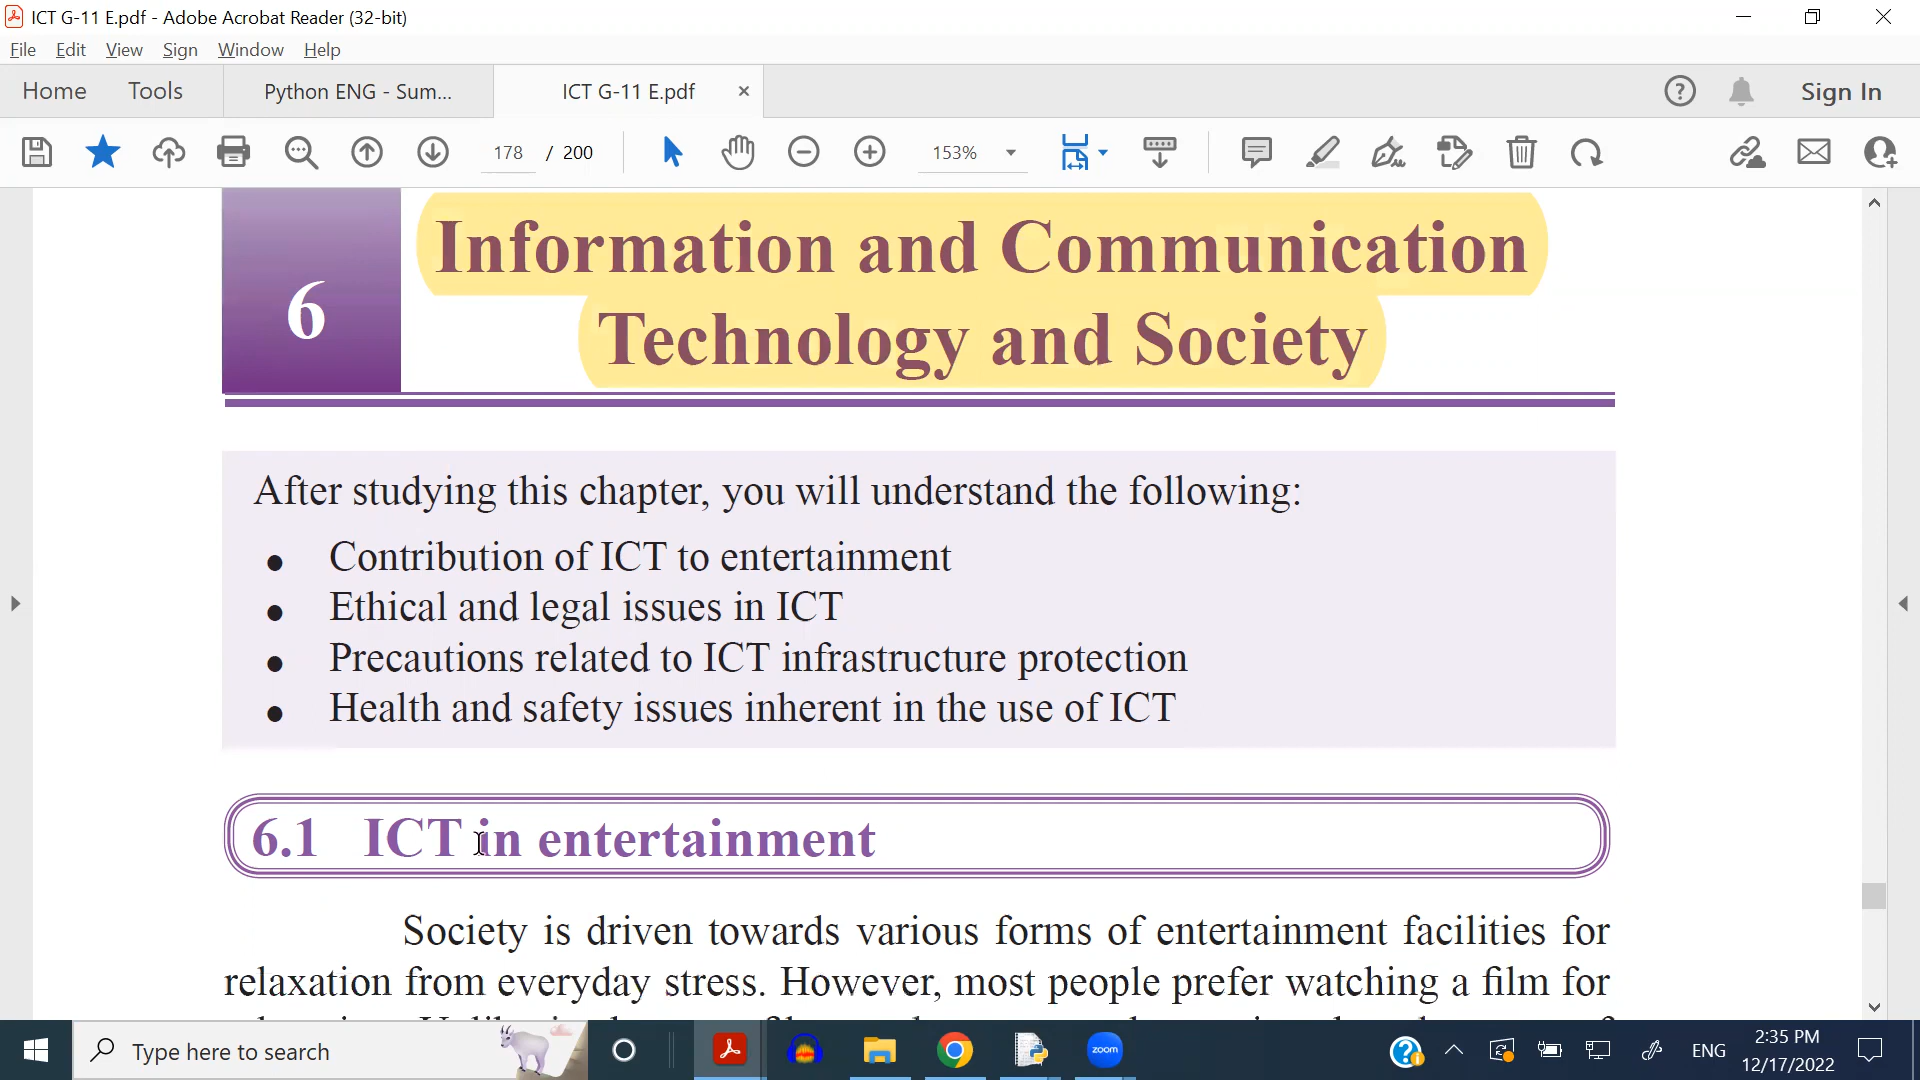 ICT G-11 E.pdf - Adobe Acrobat Reader (32-bit)
File Edit View Sign Window Help
Home Tools Python ENG - Sum... ICT G-11 E.pdf × Sign In
178 / 200 153%
6
Information and Communication
Technology and Society
After studying this chapter, you will understand the following:
● Contribution of ICT to entertainment
● Ethical and legal issues in ICT
● Precautions related to ICT infrastructure protection
● Health and safety issues inherent in the use of ICT
6.1 ICT in entertainment
Society is driven towards various forms of entertainment facilities for
relaxation from everyday stress. However, most people prefer watching a film for
Type here to search
zoom
ENG
2:35 PM
12/17/2022